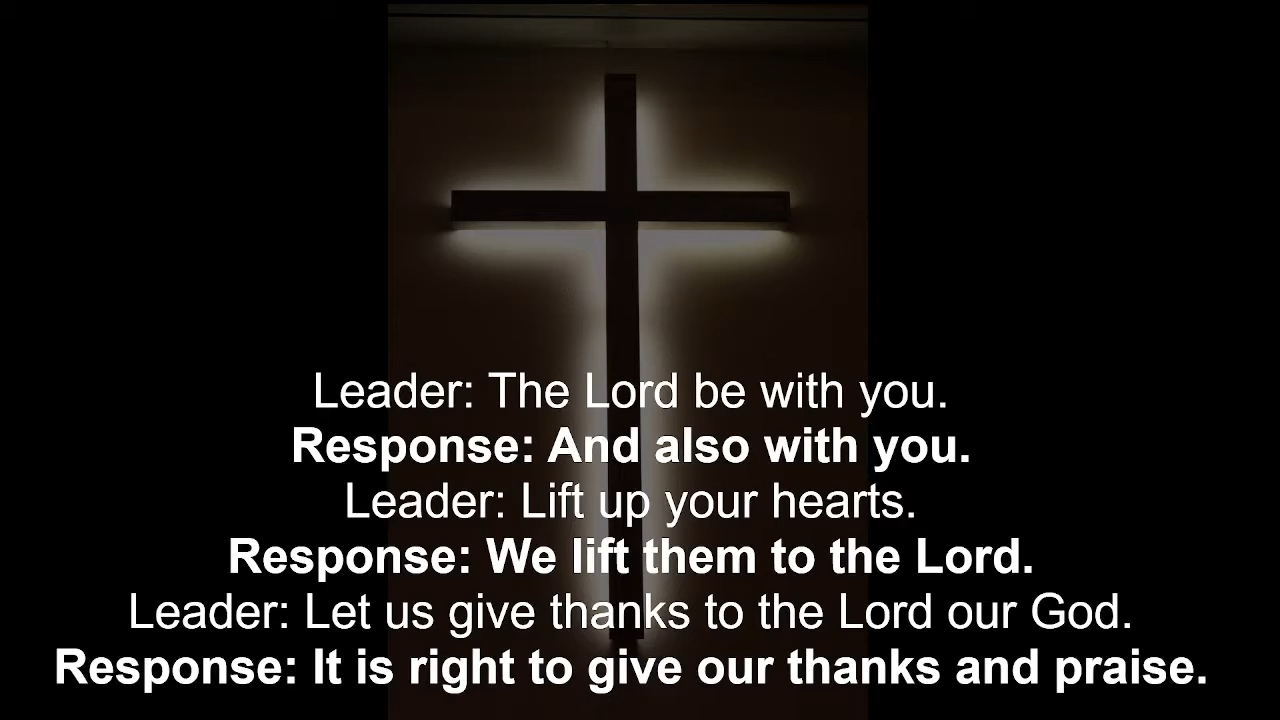 Leader: The Lord be with you.
Response: And also with you.
Leader: Lift up your hearts.
Response: We lift them to the Lord.
Leader: Let us give thanks to the Lord our God.
Response: It is right to give our thanks and praise.